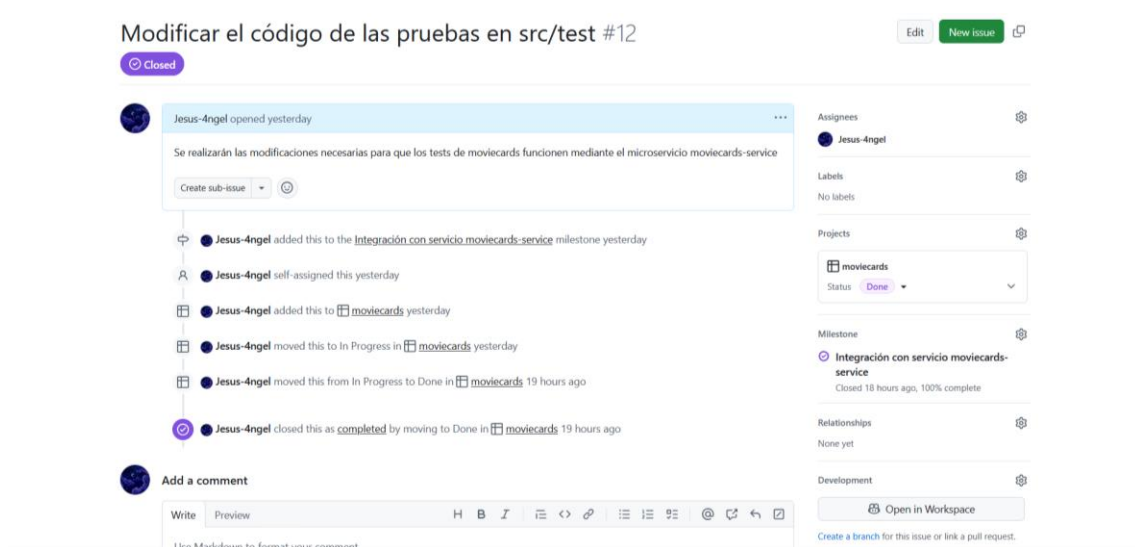 Modificar el código de las pruebas en src/test #12
Edit
New issue
Closed
Jesus-4ngel opened yesterday
Se realizarán las modificaciones necesarias para que los tests de moviecards funcionen mediante el microservicio moviecards-service
Create sub-issue
Jesus-4ngel added this to the Integración con servicio moviecards-service milestone yesterday
Jesus-4ngel self-assigned this yesterday
Jesus-4ngel added this to moviecards yesterday
Jesus-4ngel moved this to In Progress in moviecards yesterday
Jesus-4ngel moved this from In Progress to Done in moviecards 19 hours ago
Jesus-4ngel closed this as completed by moving to Done in moviecards 19 hours ago
Add a comment
Write Preview
Use Markdown to format your comment
Assignees
Jesus-4ngel
Labels
No labels
Projects
moviecards
Status Done
Milestone
Integración con servicio moviecards-
service
Closed 18 hours ago, 100% complete
Relationships
None yet
Development
Open in Workspace
Create a branch for this issue or link a pull request.